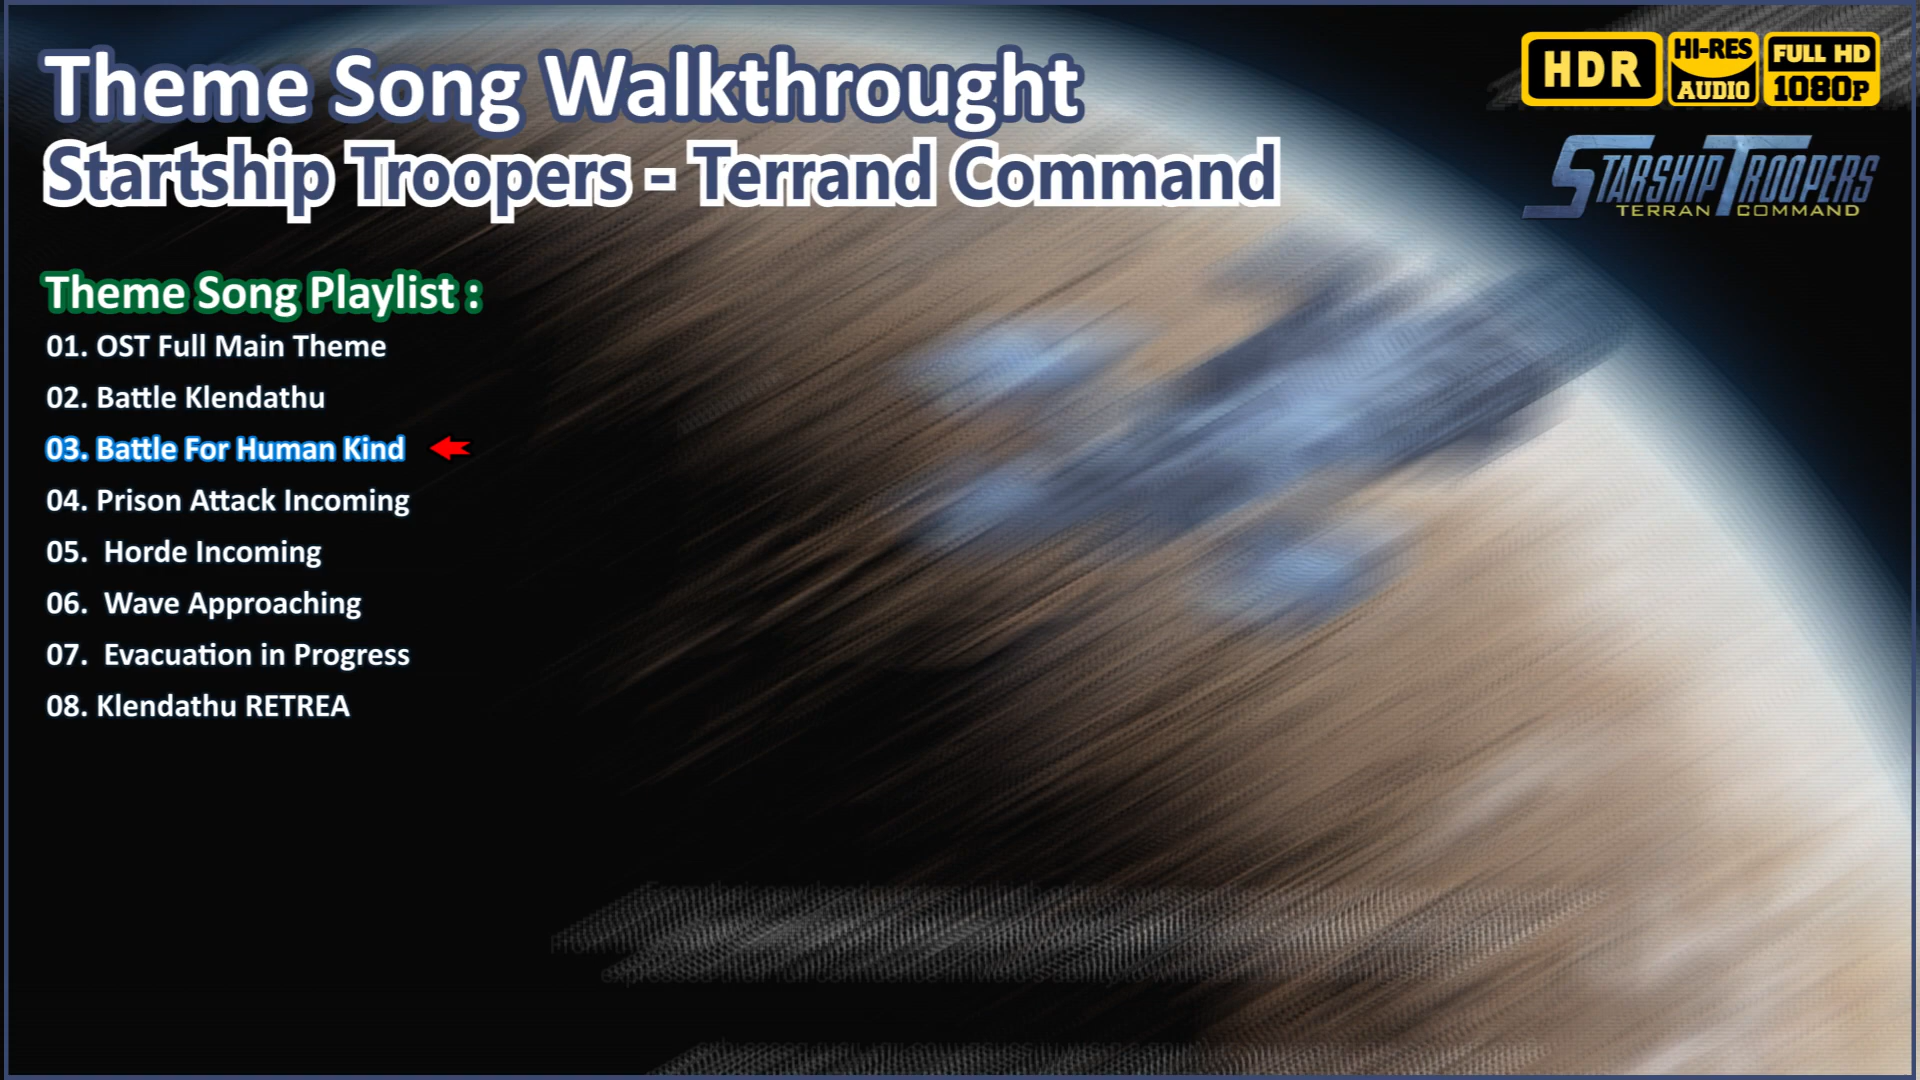 Theme Song Walkthrought
Startship Troopers - Terrand Command
HDR
HI-RES
AUDIO
FULL HD
1080P
STARSHIP TROOPERS
TERRAN COMMAND
Theme Song Playlist :
01. OST Full Main Theme
02. Battle Klendathu
03. Battle For Human Kind
04. Prison Attack Incoming
05. Horde Incoming
06. Wave Approaching
07. Evacuation in Progress
08. Klendathu RETREA